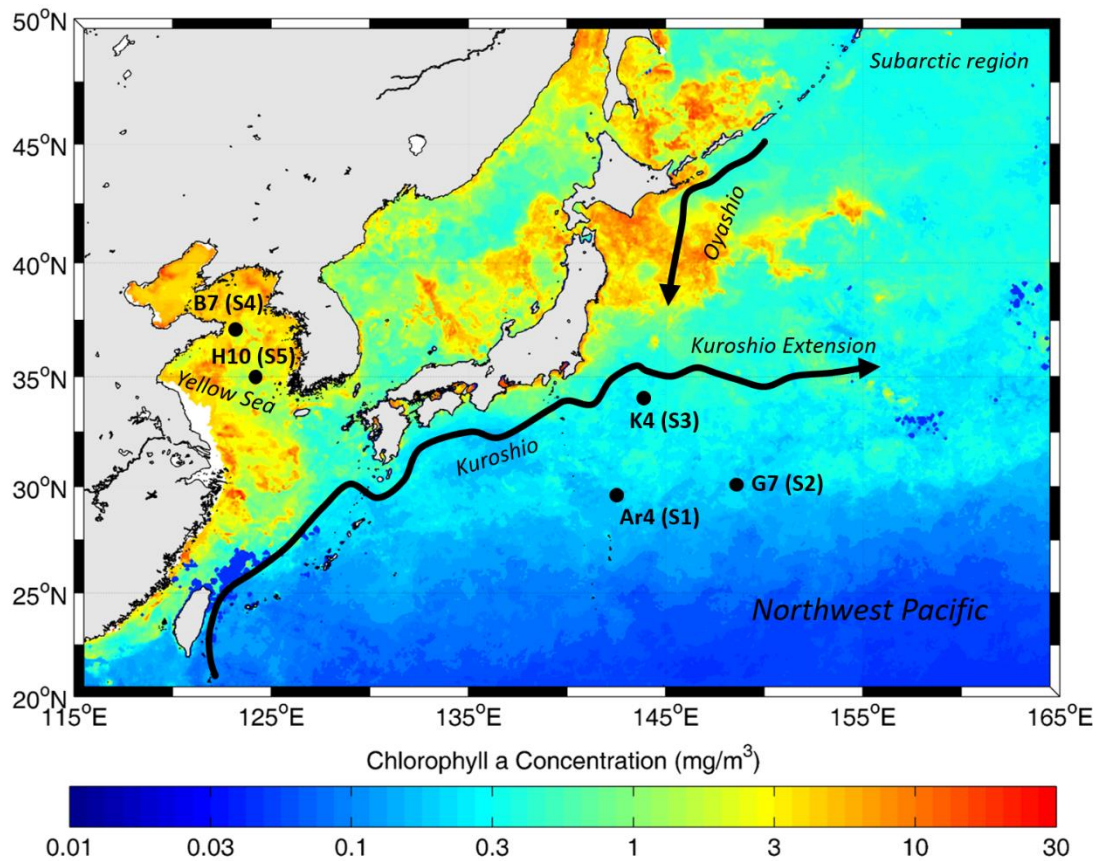 50°N
45°N
40°N
35°N
30°N
25°N
20°N
Subarctic region
Oyashio
B7 (S4)
H10 (S5)
Yellow Sea
Kuroshio Extension
K4 (S3)
Kuroshio
G7 (S2)
Ar4 (S1)
Northwest Pacific
115°E
125°E
135°E
145°E
155°E
165°E
Chlorophyll a Concentration (mg/m³)
0.01
0.03
0.1
0.3
1
3
10
30